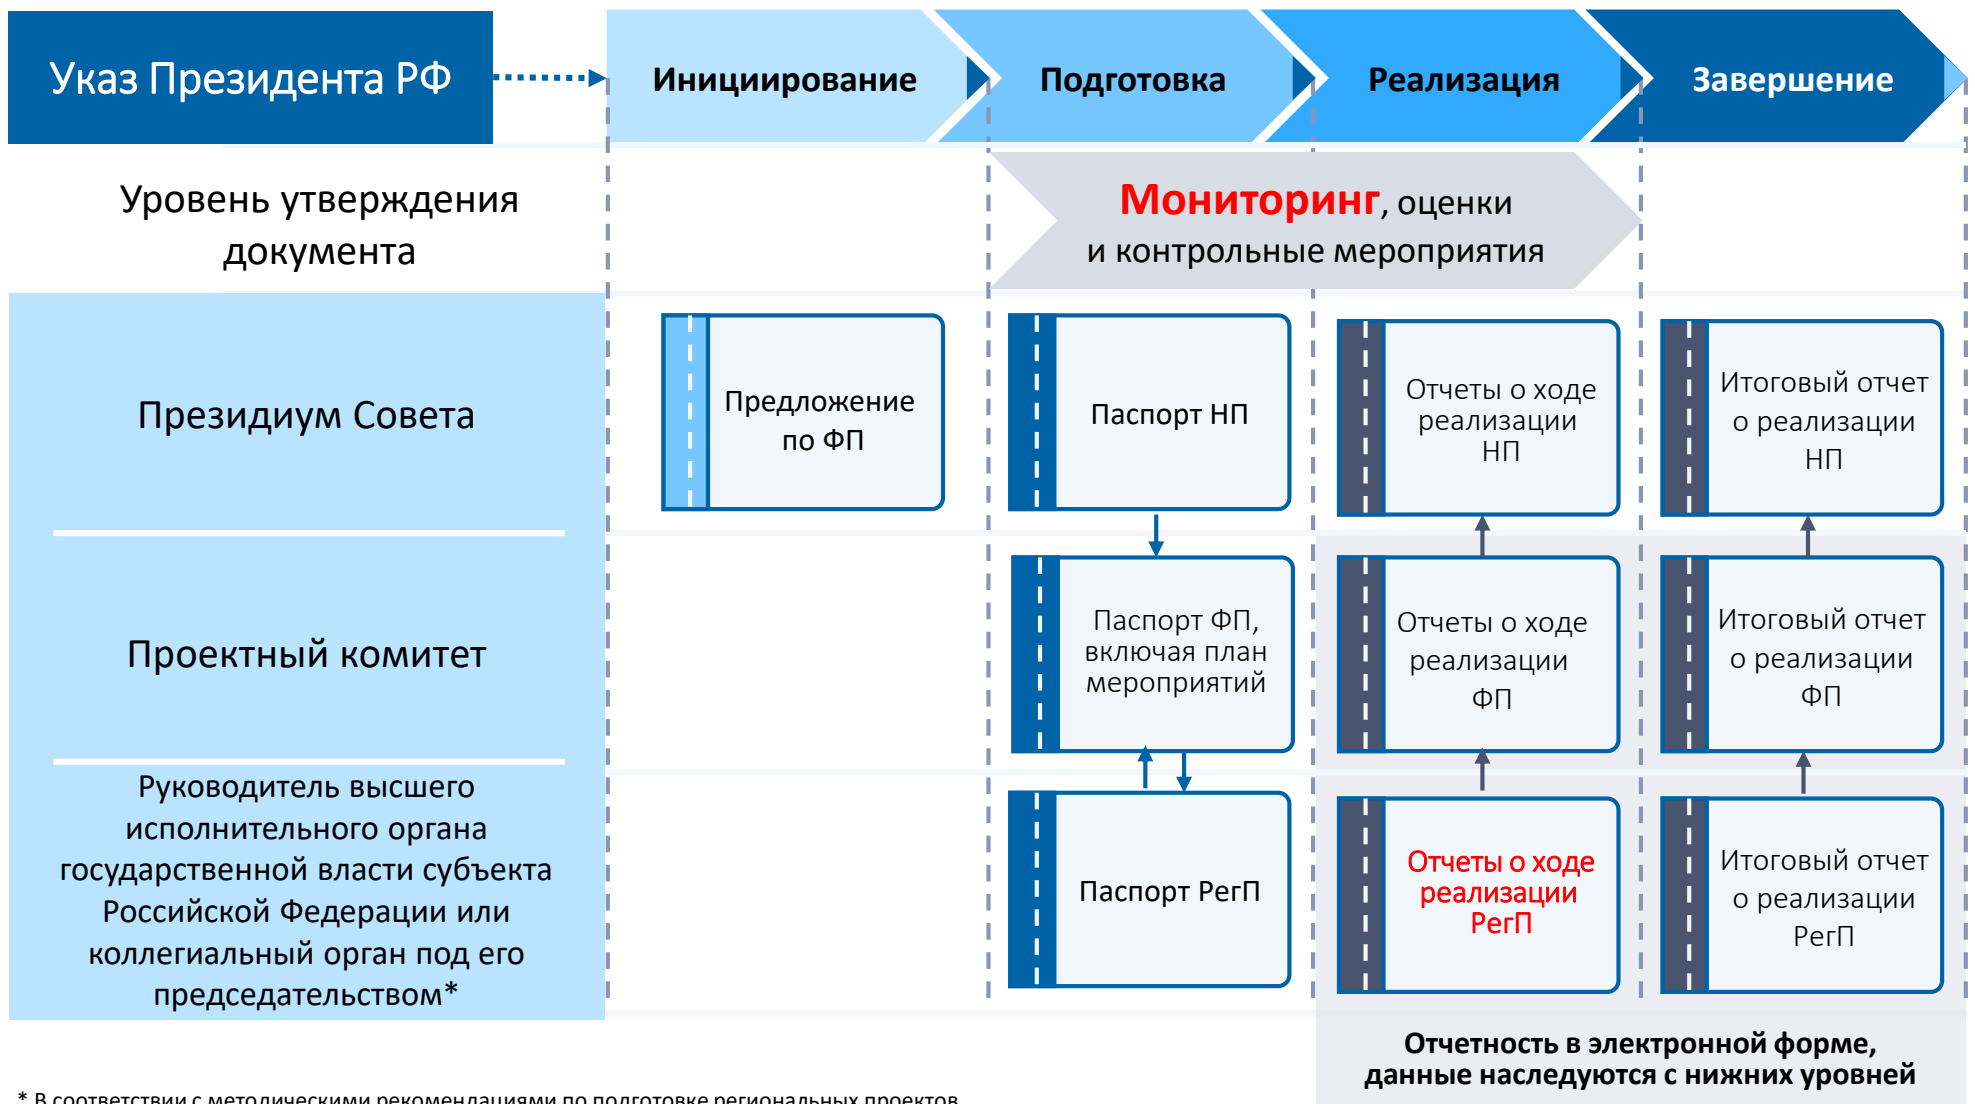 Указ Президента РФ
Инициирование
Подготовка
Реализация
Завершение
Уровень утверждения
документа
Мониторинг, оценки
и контрольные мероприятия
Президиум Совета
Предложение
по ФП
Паспорт НП
Отчеты о ходе
реализации
НП
Итоговый отчет
о реализации
НП
Проектный комитет
Паспорт ФП,
включая план
мероприятий
Отчеты о ходе
реализации
ФП
Итоговый отчет
о реализации
ФП
Руководитель высшего
исполнительного органа
государственной власти субъекта
Российской Федерации или
коллегиальный орган под его
председательством*
Паспорт РегП
Отчеты о ходе
реализации
РегП
Итоговый отчет
о реализации
РегП
Отчетность в электронной форме,
данные наследуются с нижних уровней
* В соответствии с методическими рекомендациями по подготовке региональных проектов